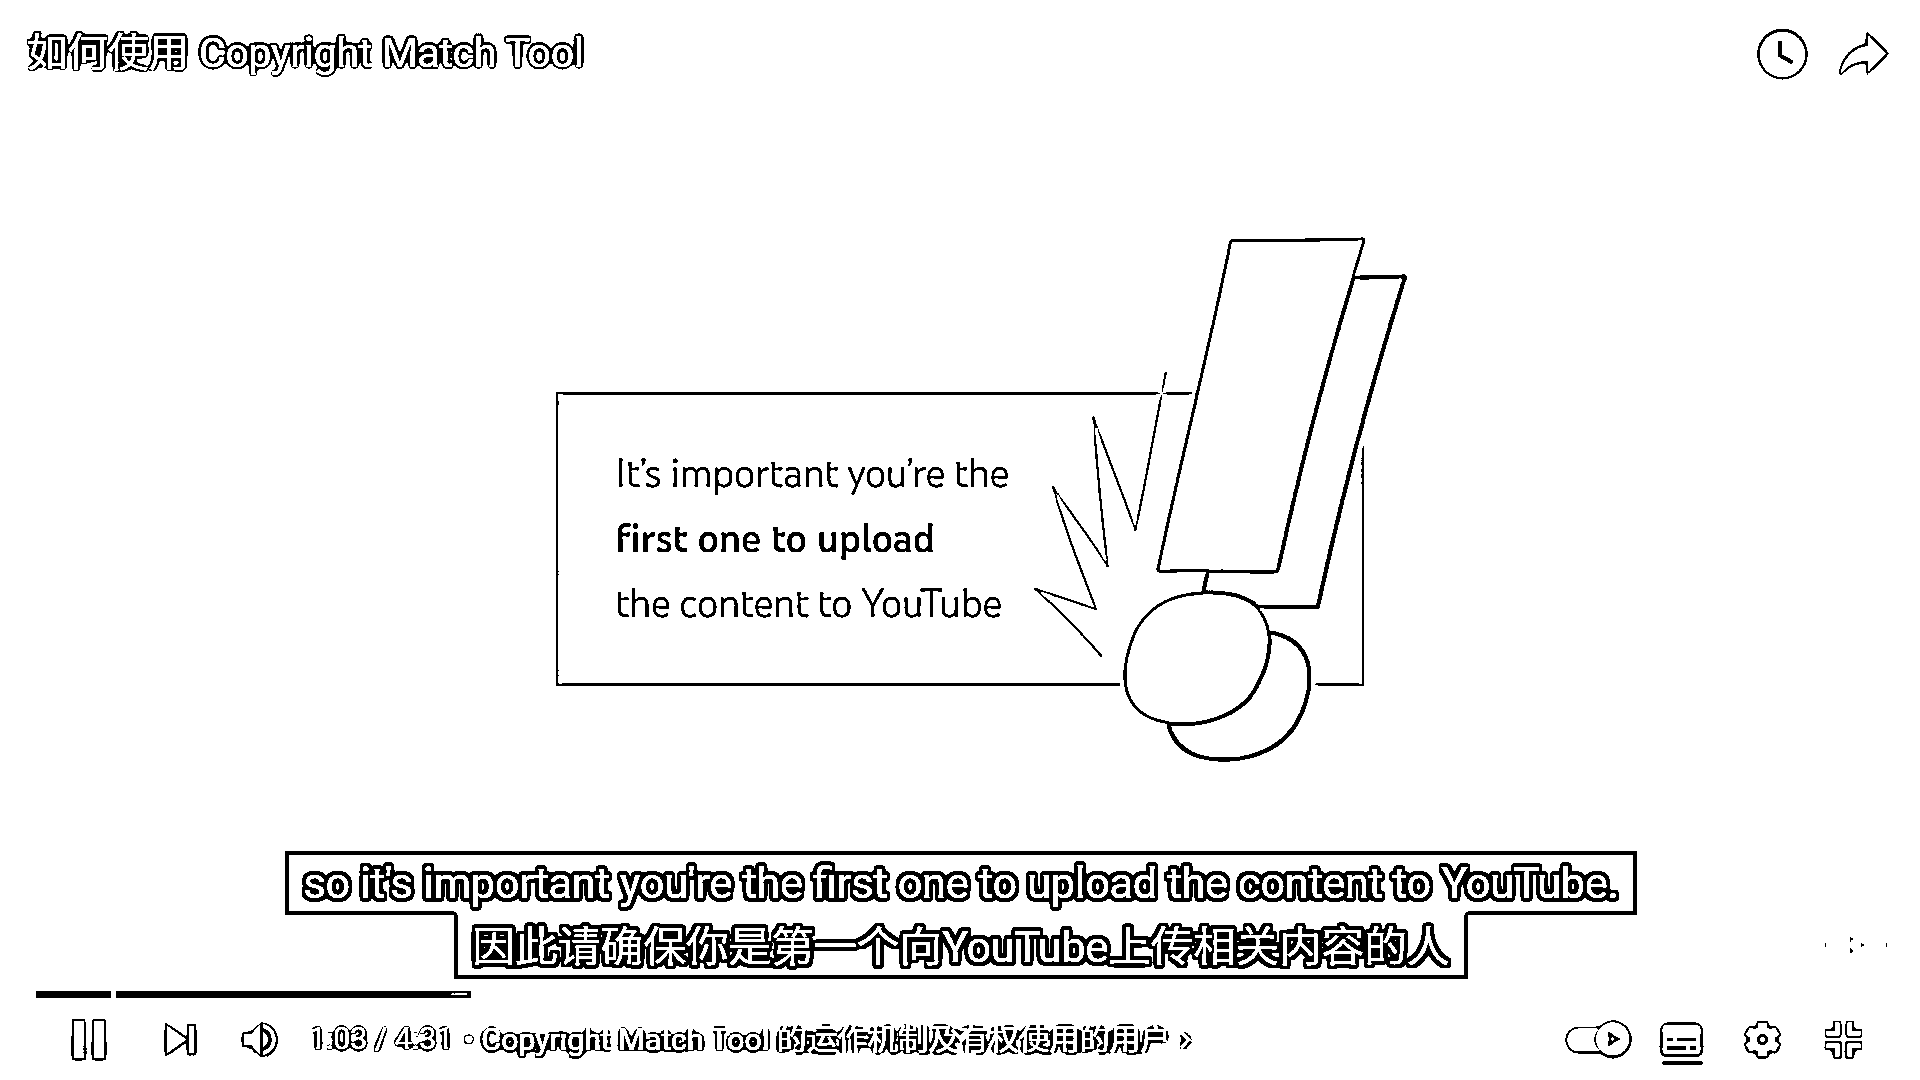 如何使用 Copyright Match Tool
It's important you're the
first one to upload
the content to YouTube
so it's important you're the first one to upload the content to YouTube.
因此请确保你是第一个向YouTube上传相关内容的人
1:03 / 4:31 • Copyright Match Tool 的运作机制及有权使用的用户 ›